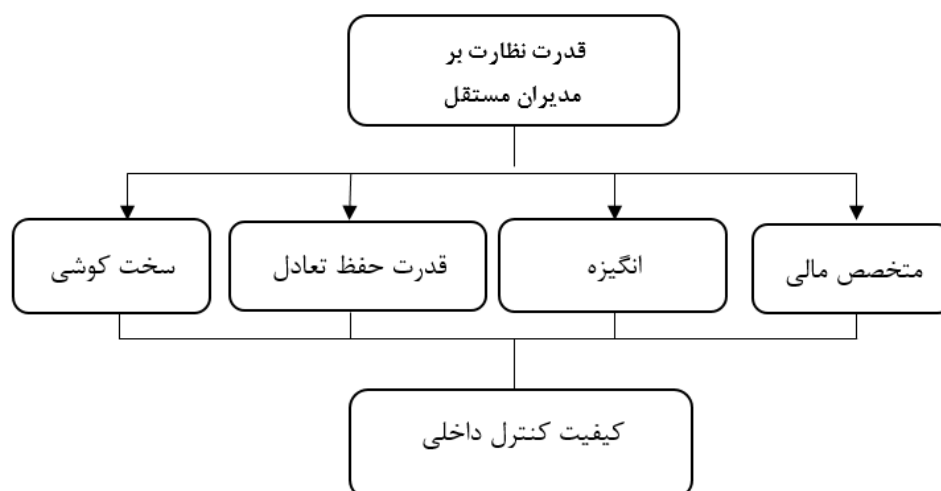 قدرت نظارت بر
مدیران مستقل
متخصص مالی
انگیزه
قدرت حفظ تعادل
سخت کوشی
کیفیت کنترل داخلی